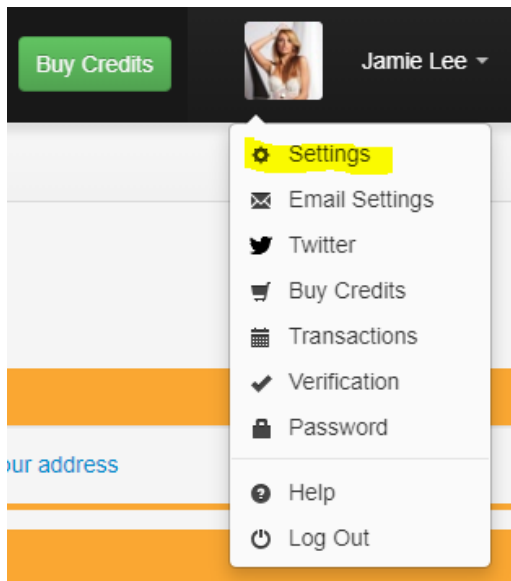 Buy Credits
Jamie Lee
Settings
Email Settings
Twitter
Buy Credits
Transactions
Verification
Password
our address
Help
Log Out